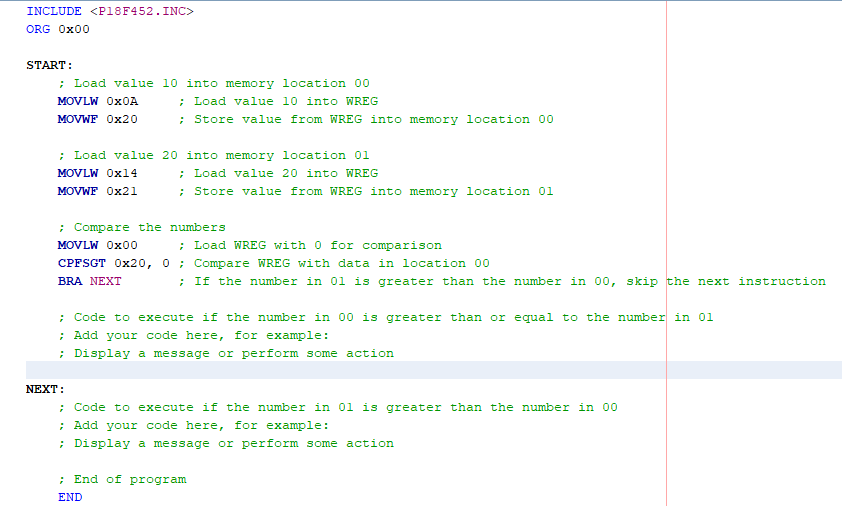 INCLUDE <P18F452.INC>
ORG 0x00
START:
; Load value 10 into memory location 00
MOVLW 0x0A ; Load value 10 into WREG
MOVWF 0x20 ; Store value from WREG into memory location 00
; Load value 20 into memory location 01
MOVLW 0x14 ; Load value 20 into WREG
MOVWF 0x21 ; Store value from WREG into memory location 01
; Compare the numbers
MOVLW 0x00 ; Load WREG with 0 for comparison
CPFSGT 0x20, 0 ; Compare WREG with data in location 00
BRA NEXT ; If the number in 01 is greater than the number in 00, skip the next instruction
; Code to execute if the number in 00 is greater than or equal to the number in 01
; Add your code here, for example:
; Display a message or perform some action
NEXT:
; Code to execute if the number in 01 is greater than the number in 00
; Add your code here, for example:
; Display a message or perform some action
; End of program
END